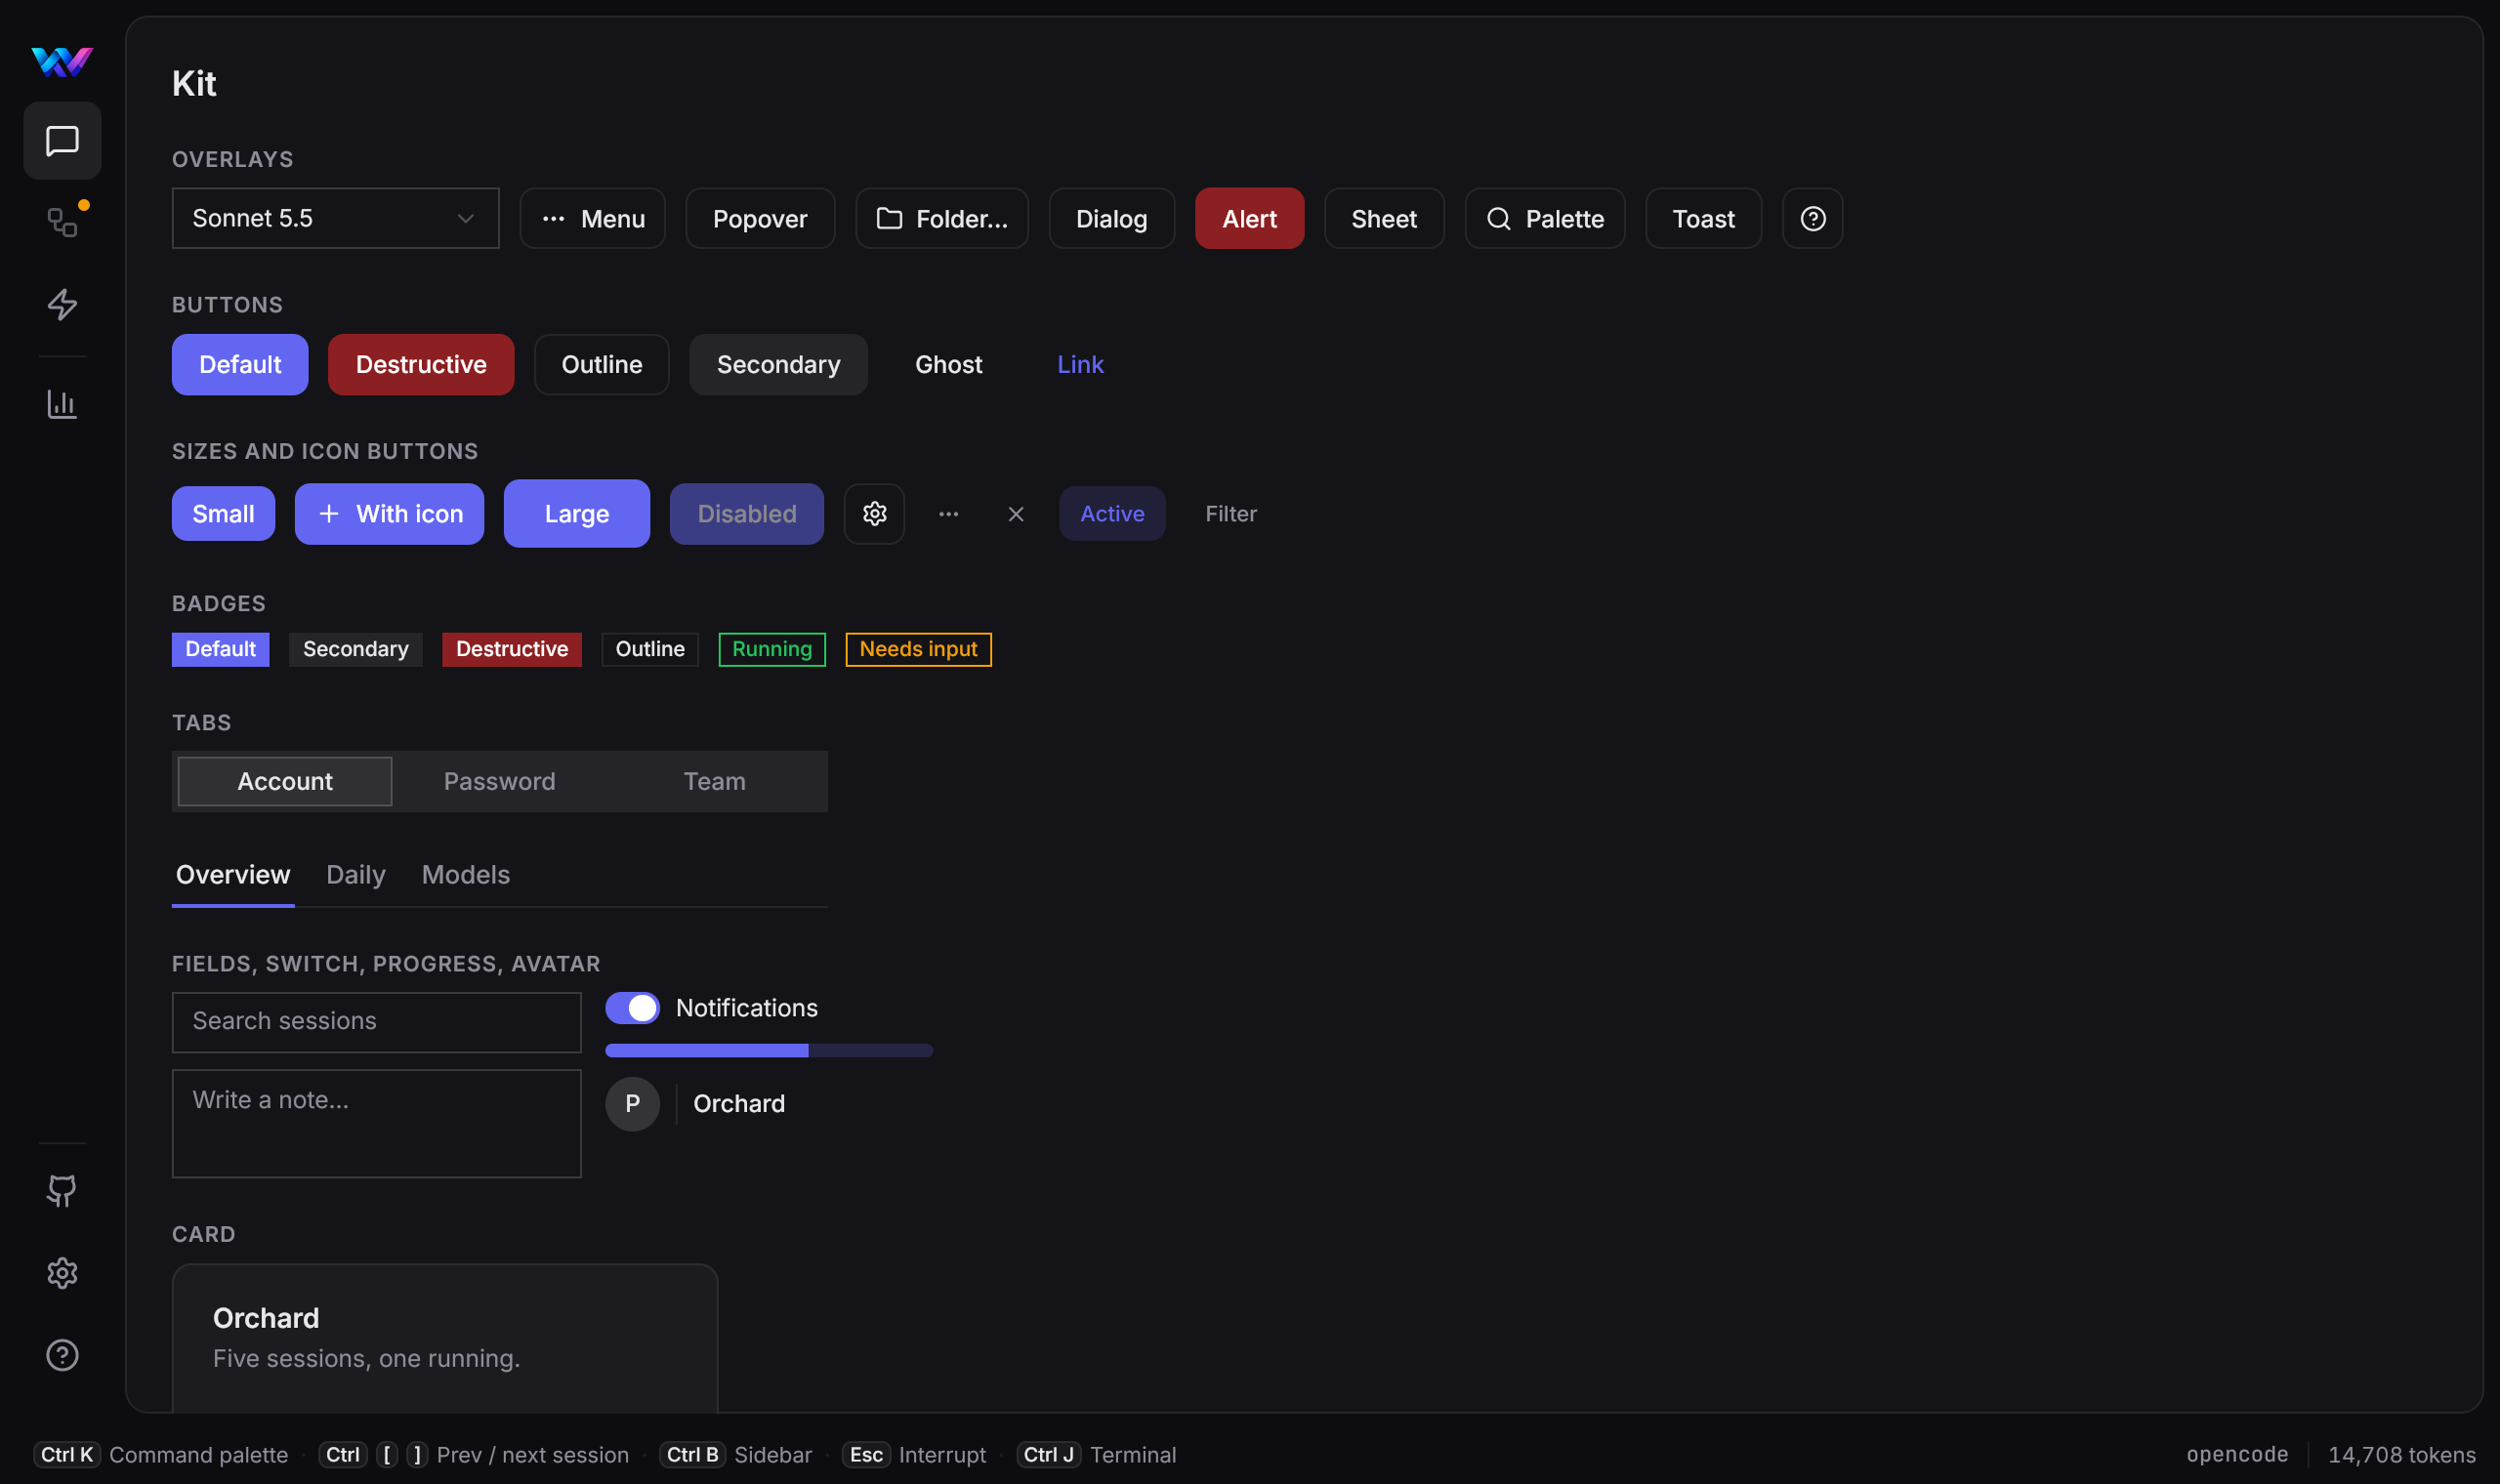 Kit
OVERLAYS
Sonnet 5.5 Menu Popover Folder... Dialog Alert Sheet Palette Toast
BUTTONS
Default Destructive Outline Secondary Ghost Link
SIZES AND ICON BUTTONS
Small With icon Large Disabled Active Filter
BADGES
Default Secondary Destructive Outline Running Needs input
TABS
Account Password Team
Overview Daily Models
FIELDS, SWITCH, PROGRESS, AVATAR
Search sessions Notifications
Write a note... P Orchard
CARD
Orchard
Five sessions, one running.
Ctrl K Command palette · Ctrl [ ] Prev / next session · Ctrl B Sidebar · Esc Interrupt · Ctrl J Terminal opencode 14,708 tokens